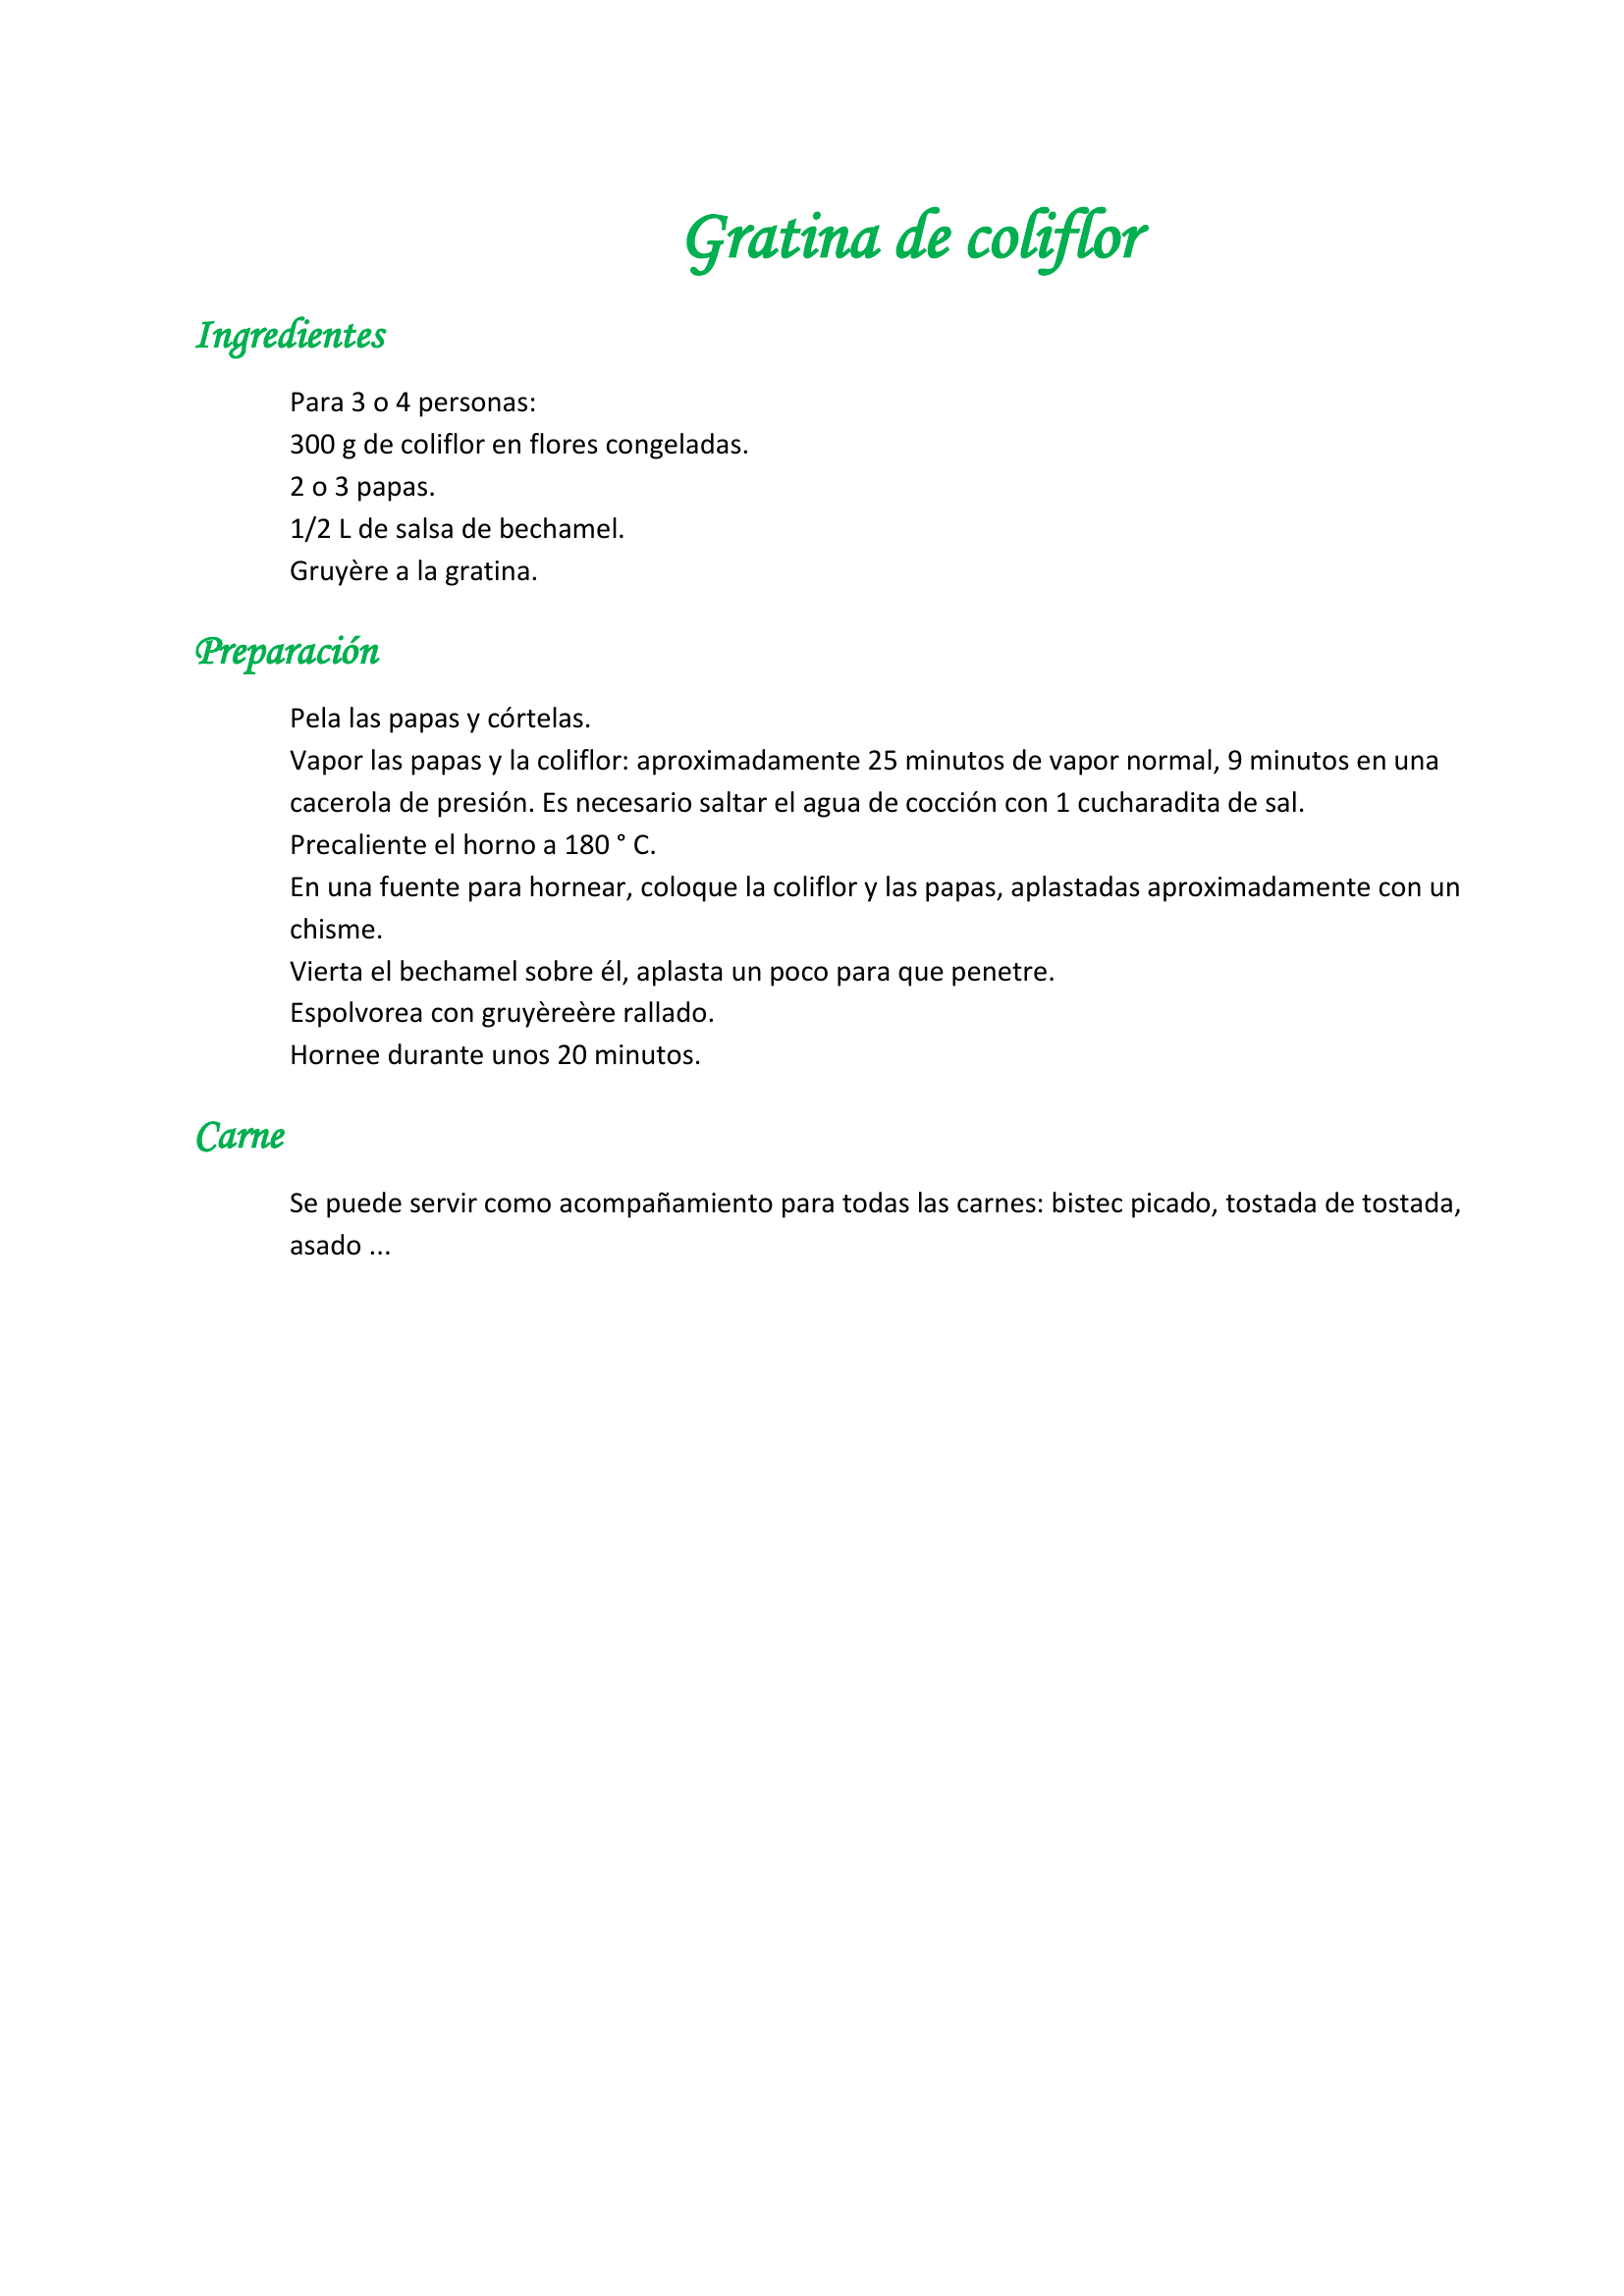 Gratina de coliflor
Ingredientes
Para 3 o 4 personas:
300 g de coliflor en flores congeladas.
2 o 3 papas.
1/2 L de salsa de bechamel.
Gruyère a la gratina.
Preparación
Pela las papas y córtelas.
Vapor las papas y la coliflor: aproximadamente 25 minutos de vapor normal, 9 minutos en una
cacerola de presión. Es necesario saltar el agua de cocción con 1 cucharadita de sal.
Precaliente el horno a 180 ° C.
En una fuente para hornear, coloque la coliflor y las papas, aplastadas aproximadamente con un
chisme.
Vierta el bechamel sobre él, aplasta un poco para que penetre.
Espolvorea con gruyèreère rallado.
Hornee durante unos 20 minutos.
Carne
Se puede servir como acompañamiento para todas las carnes: bistec picado, tostada de tostada,
asado ...